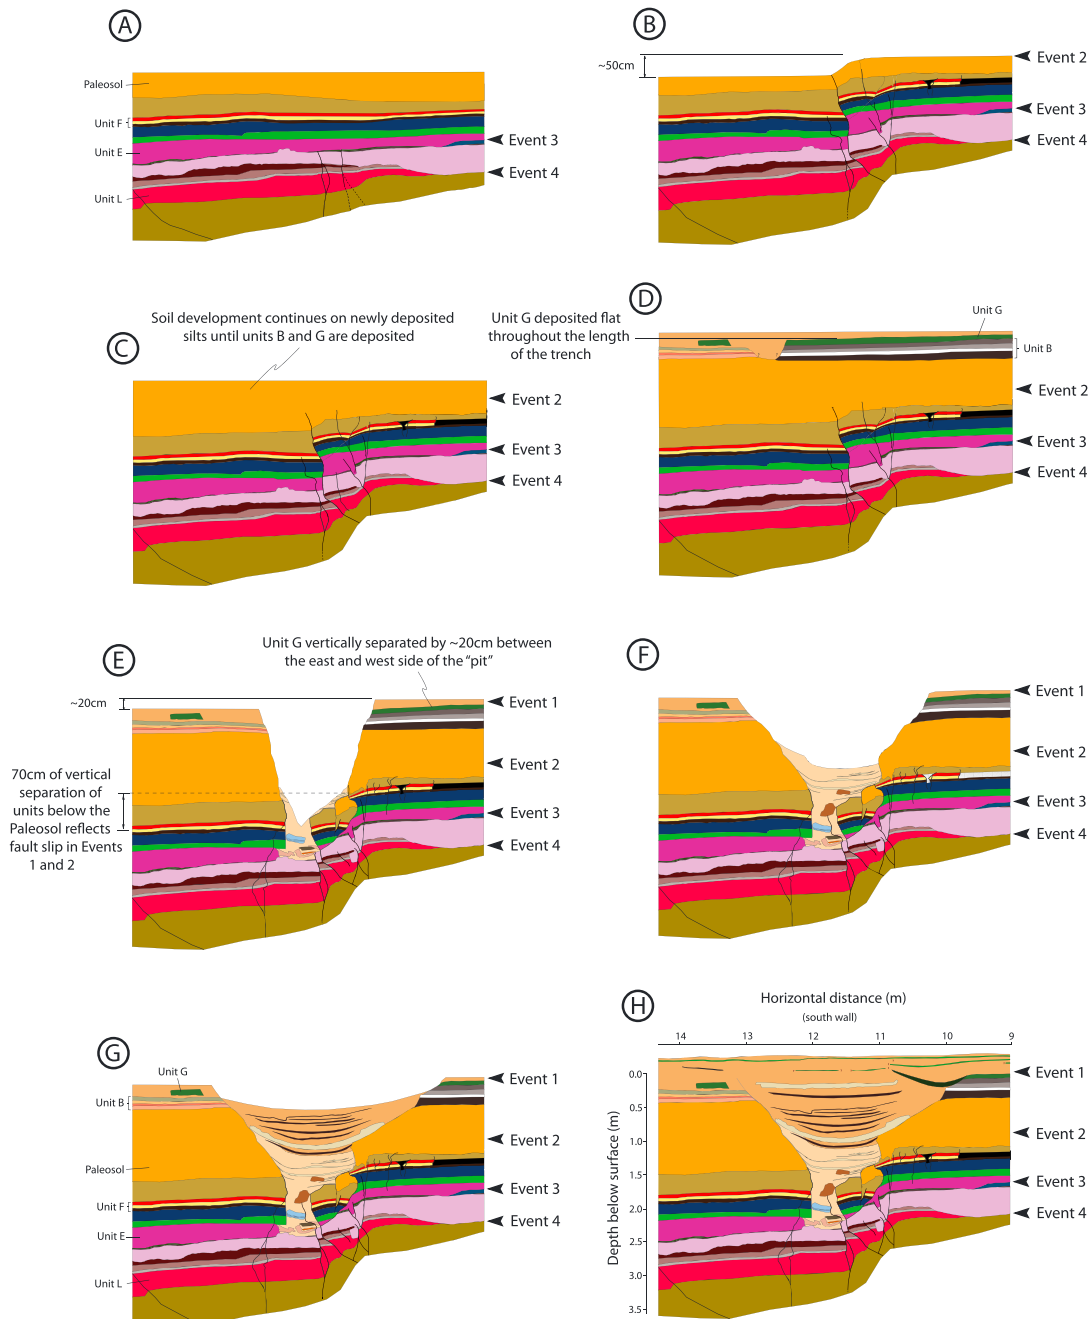 A
Paleosol
Unit F
Unit E
Unit L
Event 3
Event 4
B
~50cm
Event 2
Event 3
Event 4
C
Soil development continues on newly deposited
silts until units B and G are deposited
Event 2
Event 3
Event 4
D
Unit G deposited flat
throughout the length
of the trench
Unit G
Unit B
Event 2
Event 3
Event 4
E
Unit G vertically separated by ~20cm between
the east and west side of the “pit”
~20cm
70cm of vertical
separation of
units below the
Paleosol reflects
fault slip in Events
1 and 2
Event 1
Event 2
Event 3
Event 4
F
Event 1
Event 2
Event 3
Event 4
G
Unit G
Unit B
Paleosol
Unit F
Unit E
Unit L
Event 1
Event 2
Event 3
Event 4
H
Horizontal distance (m)
(south wall)
14 13 12 11 10 9
Depth below surface (m)
0.0
0.5
1.0
1.5
2.0
2.5
3.0
3.5
Event 1
Event 2
Event 3
Event 4